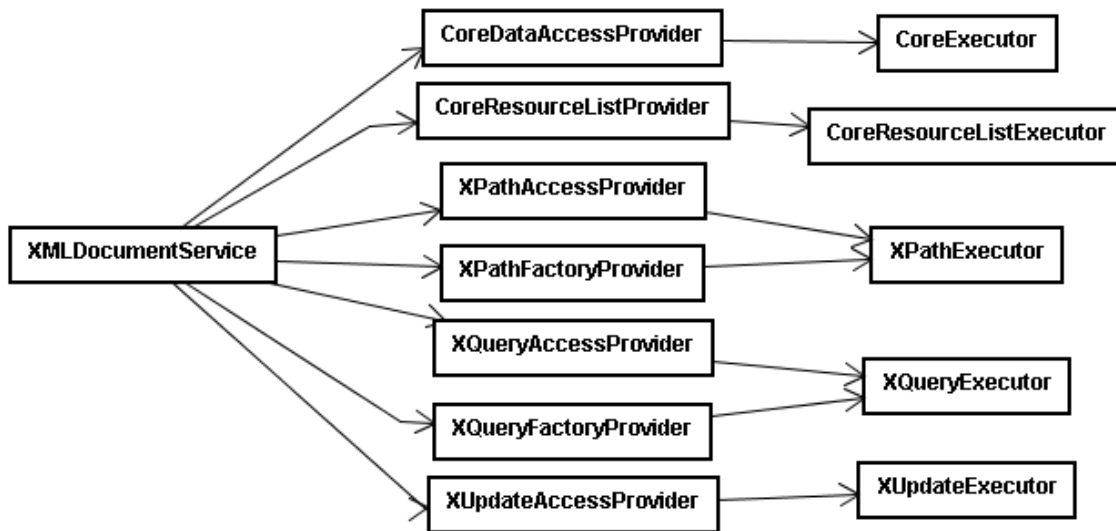 CoreDataAccessProvider
CoreExecutor
CoreResourceListProvider
CoreResourceListExecutor
XPathAccessProvider
XMLDocumentService
XPathExecutor
XPathFactoryProvider
XQueryAccessProvider
XQueryExecutor
XQueryFactoryProvider
XUpdateAccessProvider
XUpdateExecutor